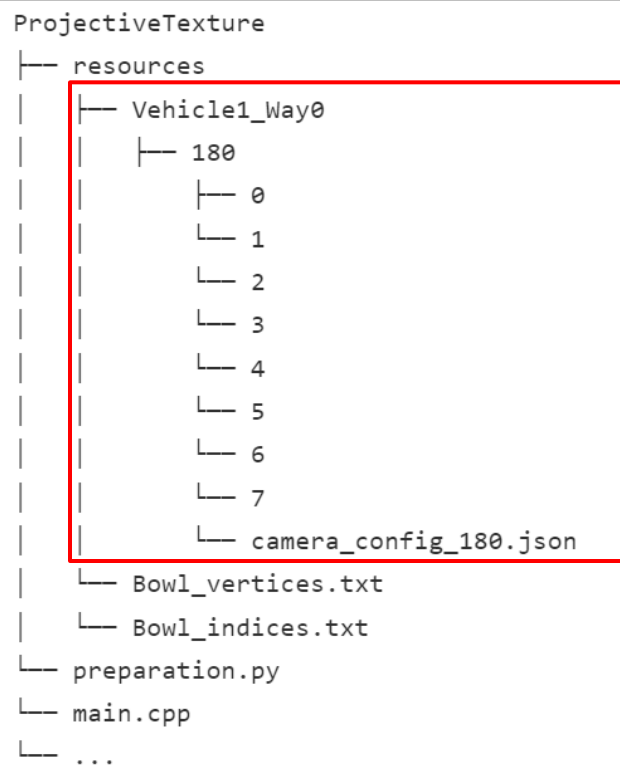 ProjectiveTexture
├── resources
│   ├── Vehicle1_Way0
│   │   ├── 180
│   │       ├── 0
│   │       └── 1
│   │       └── 2
│   │       └── 3
│   │       └── 4
│   │       └── 5
│   │       └── 6
│   │       └── 7
│   │       └── camera_config_180.json
│   └── Bowl_vertices.txt
│   └── Bowl_indices.txt
└── preparation.py
└── main.cpp
└── ...